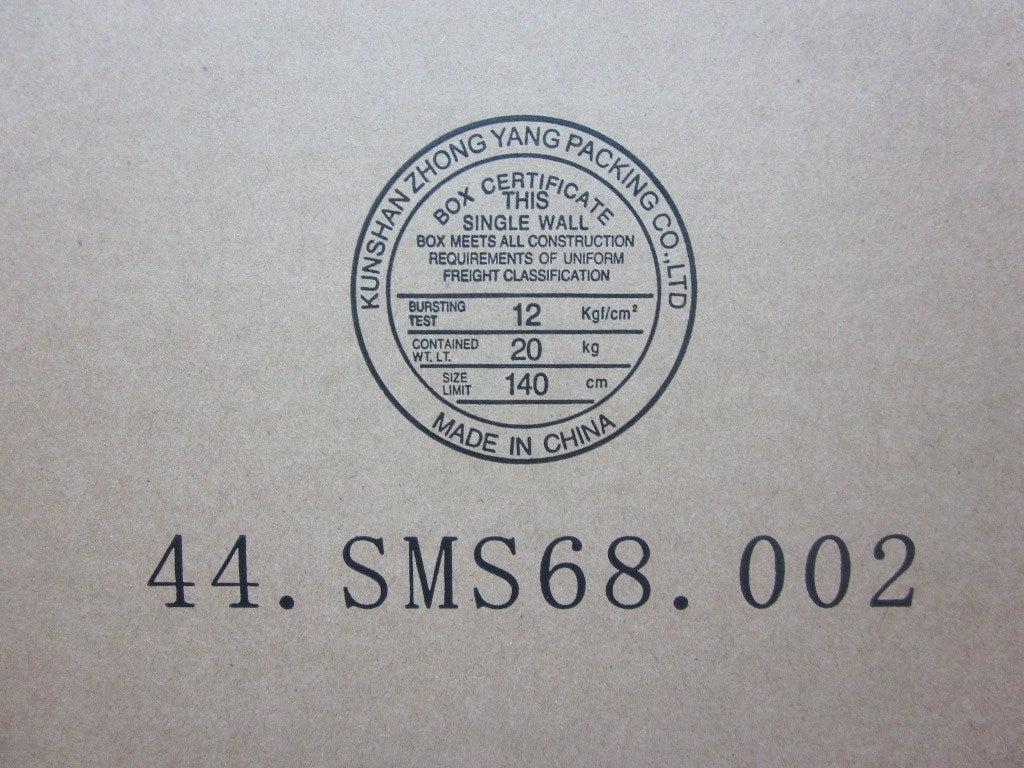 KUNSHAN ZHONG YANG PACKING CO.,LTD
BOX CERTIFICATE
THIS
SINGLE WALL
BOX MEETS ALL CONSTRUCTION
REQUIREMENTS OF UNIFORM
FREIGHT CLASSIFICATION
BURSTING TEST 12 Kgf/cm²
CONTAINED WT. LT. 20 kg
SIZE LIMIT 140 cm
MADE IN CHINA
44.SMS68.002